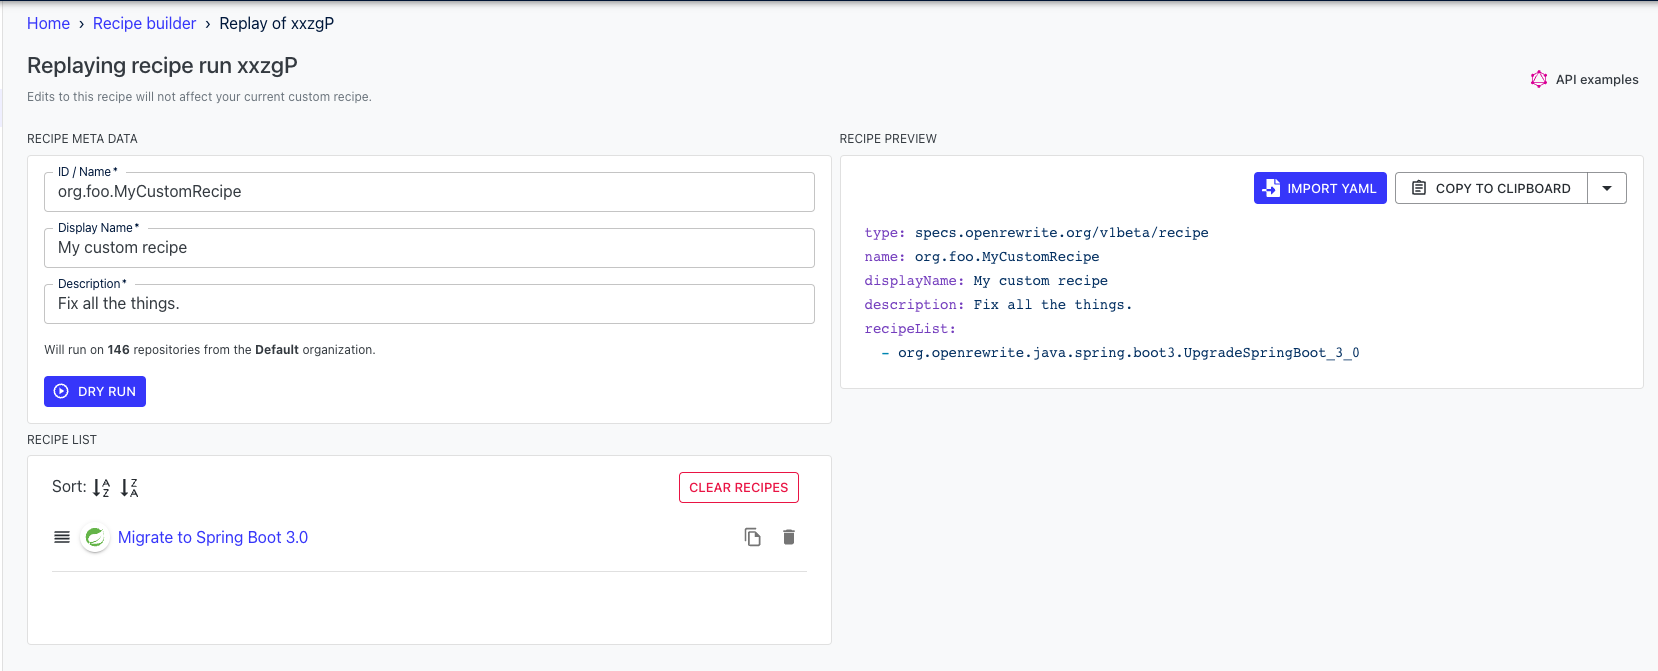 Home › Recipe builder › Replay of xxzgP
Replaying recipe run xxzgP
Edits to this recipe will not affect your current custom recipe.
API examples
RECIPE META DATA
ID / Name*
org.foo.MyCustomRecipe
Display Name*
My custom recipe
Description*
Fix all the things.
Will run on 146 repositories from the Default organization.
DRY RUN
RECIPE LIST
Sort: A Z Z A
CLEAR RECIPES
Migrate to Spring Boot 3.0
RECIPE PREVIEW
IMPORT YAML COPY TO CLIPBOARD
type: specs.openrewrite.org/v1beta/recipe
name: org.foo.MyCustomRecipe
displayName: My custom recipe
description: Fix all the things.
recipeList:
- org.openrewrite.java.spring.boot3.UpgradeSpringBoot_3_0